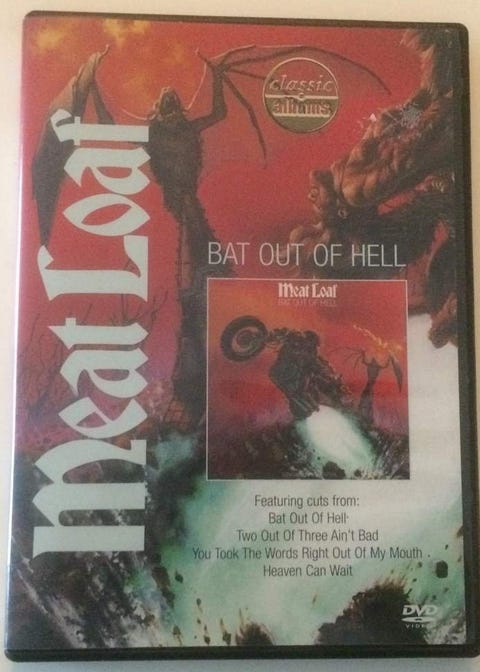 classic
albums
Meat Loaf
BAT OUT OF HELL
Meat Loaf
BAT OUT OF HELL
Featuring cuts from:
Bat Out Of Hell
Two Out Of Three Ain't Bad
You Took The Words Right Out Of My Mouth
Heaven Can Wait
DVD
VIDEO